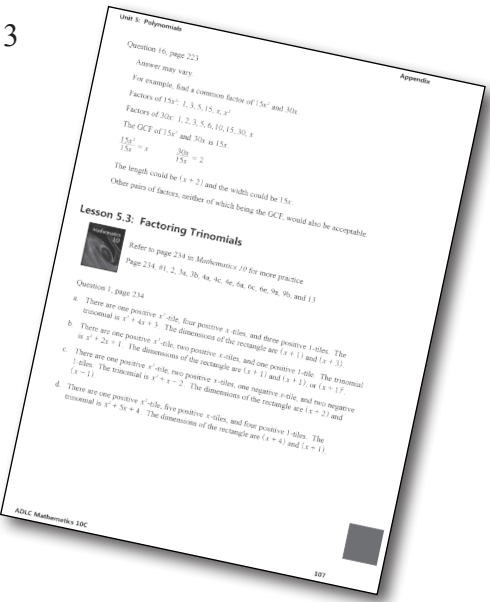 3
Unit 5: Polynomials
Appendix
Question 16, page 223
Answer may vary.
For example, find a common factor of 15x² and 30x.
Factors of 15x²: 1, 3, 5, 15, x, x²
Factors of 30x: 1, 2, 3, 5, 6, 10, 15, 30, x
The GCF of 15x² and 30x is 15x.
15x²/15x = x 30x/15x = 2
The length could be (x + 2) and the width could be 15x.
Other pairs of factors, neither of which being the GCF, would also be acceptable.
Lesson 5.3: Factoring Trinomials
Mathematics
10
Refer to page 234 in Mathematics 10 for more practice.
Page 234, #1, 2, 3a, 3b, 4a, 4c, 4e, 6a, 6c, 6e, 9a, 9b, and 13
Question 1, page 234
a. There are one positive x²-tile, four positive x-tiles, and three positive 1-tiles. The
trinomial is x² + 4x + 3. The dimensions of the rectangle are (x + 1) and (x + 3).
b. There are one positive x²-tile, two positive x-tiles, and one positive 1-tile. The trinomial
is x² + 2x + 1. The dimensions of the rectangle are (x + 1) and (x + 1), or (x + 1)².
c. There are one positive x²-tile, two positive x-tiles, one negative x-tile, and two negative
1-tiles. The trinomial is x² + x − 2. The dimensions of the rectangle are (x + 2) and
(x − 1).
d. There are one positive x²-tile, five positive x-tiles, and four positive 1-tiles. The
trinomial is x² + 5x + 4. The dimensions of the rectangle are (x + 4) and (x + 1).
ADLC Mathematics 10C
107